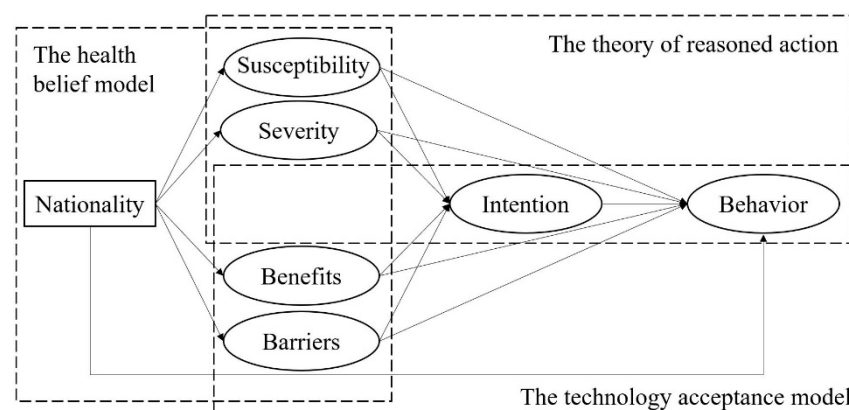 The health
belief model
The theory of reasoned action
Susceptibility
Severity
Nationality
Intention
Behavior
Benefits
Barriers
The technology acceptance model